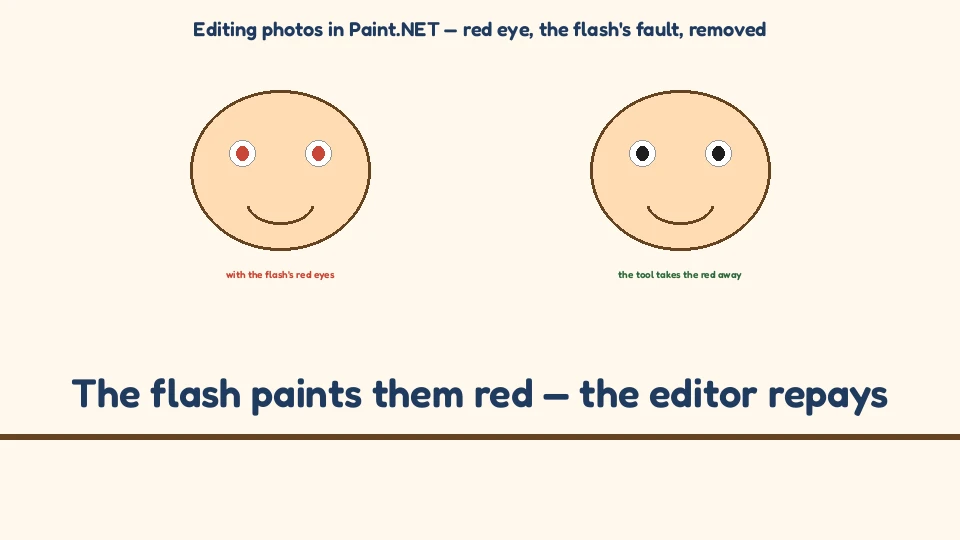 Editing photos in Paint.NET — red eye, the flash's fault, removed
with the flash's red eyes
the tool takes the red away
The flash paints them red — the editor repays